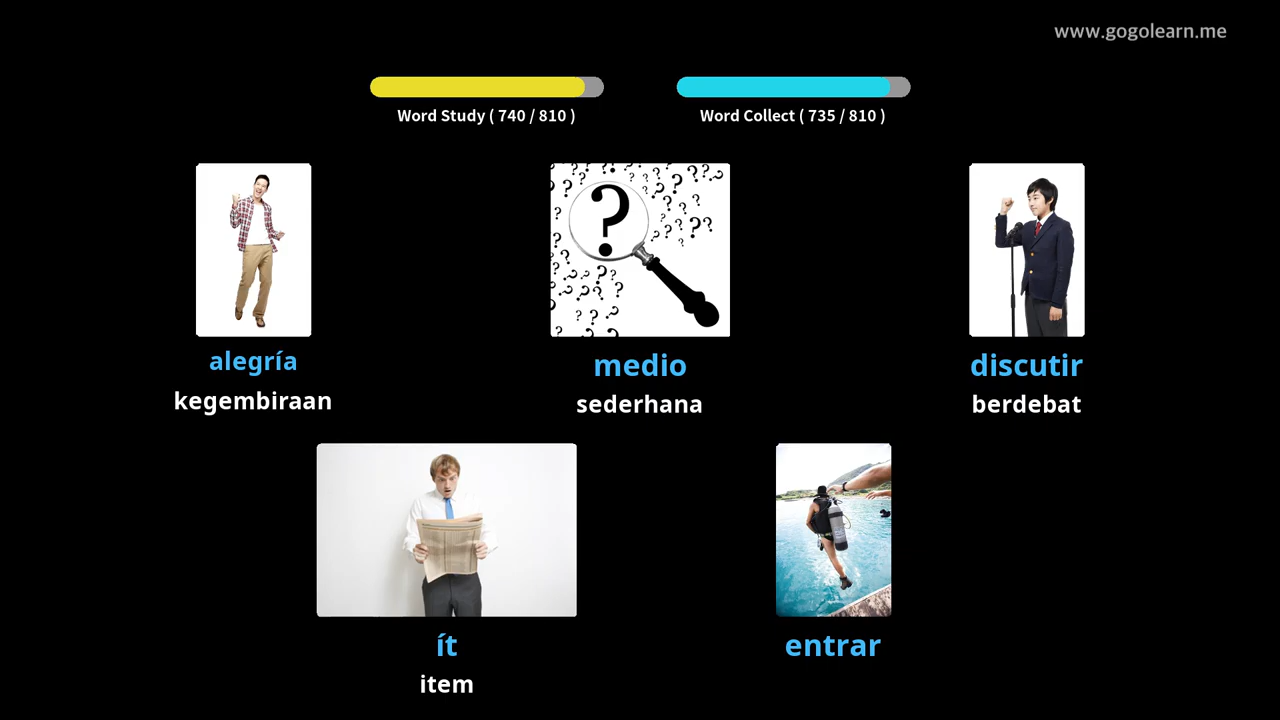 www.gogolearn.me
Word Study ( 740 / 810 )
Word Collect ( 735 / 810 )
alegría
kegembiraan
medio
sederhana
discutir
berdebat
ít
item
entrar